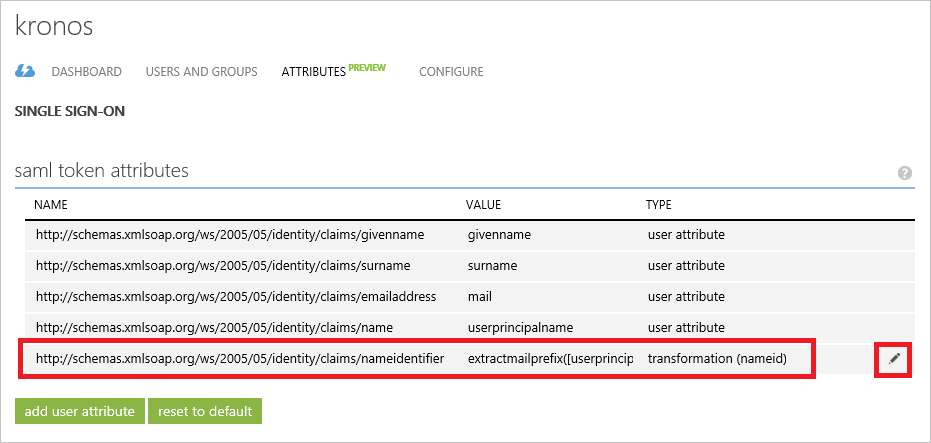 kronos
DASHBOARD USERS AND GROUPS ATTRIBUTES PREVIEW CONFIGURE
SINGLE SIGN-ON
saml token attributes ?
NAME VALUE TYPE
http://schemas.xmlsoap.org/ws/2005/05/identity/claims/givenname givenname user attribute
http://schemas.xmlsoap.org/ws/2005/05/identity/claims/surname surname user attribute
http://schemas.xmlsoap.org/ws/2005/05/identity/claims/emailaddress mail user attribute
http://schemas.xmlsoap.org/ws/2005/05/identity/claims/name userprincipalname user attribute
http://schemas.xmlsoap.org/ws/2005/05/identity/claims/nameidentifier extractmailprefix([userprincip transformation (nameid)
add user attribute reset to default